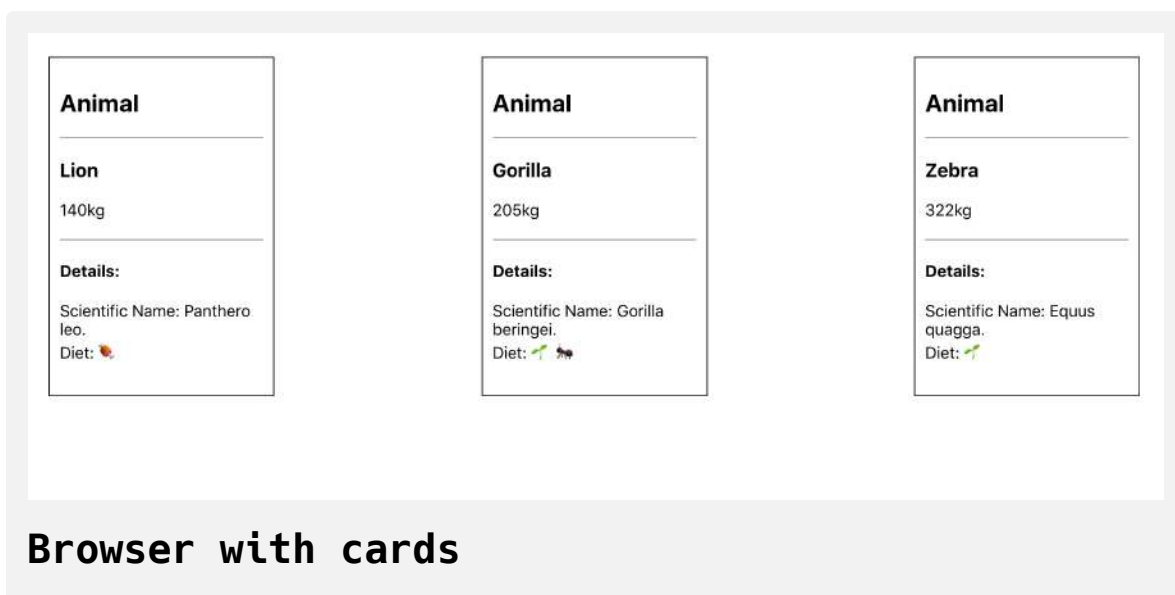 Animal
Lion
140kg
Details:
Scientific Name: Panthero
leo.
Diet: 🍖
Animal
Gorilla
205kg
Details:
Scientific Name: Gorilla
beringei.
Diet: 🌱 🐜
Animal
Zebra
322kg
Details:
Scientific Name: Equus
quagga.
Diet: 🌱
Browser with cards